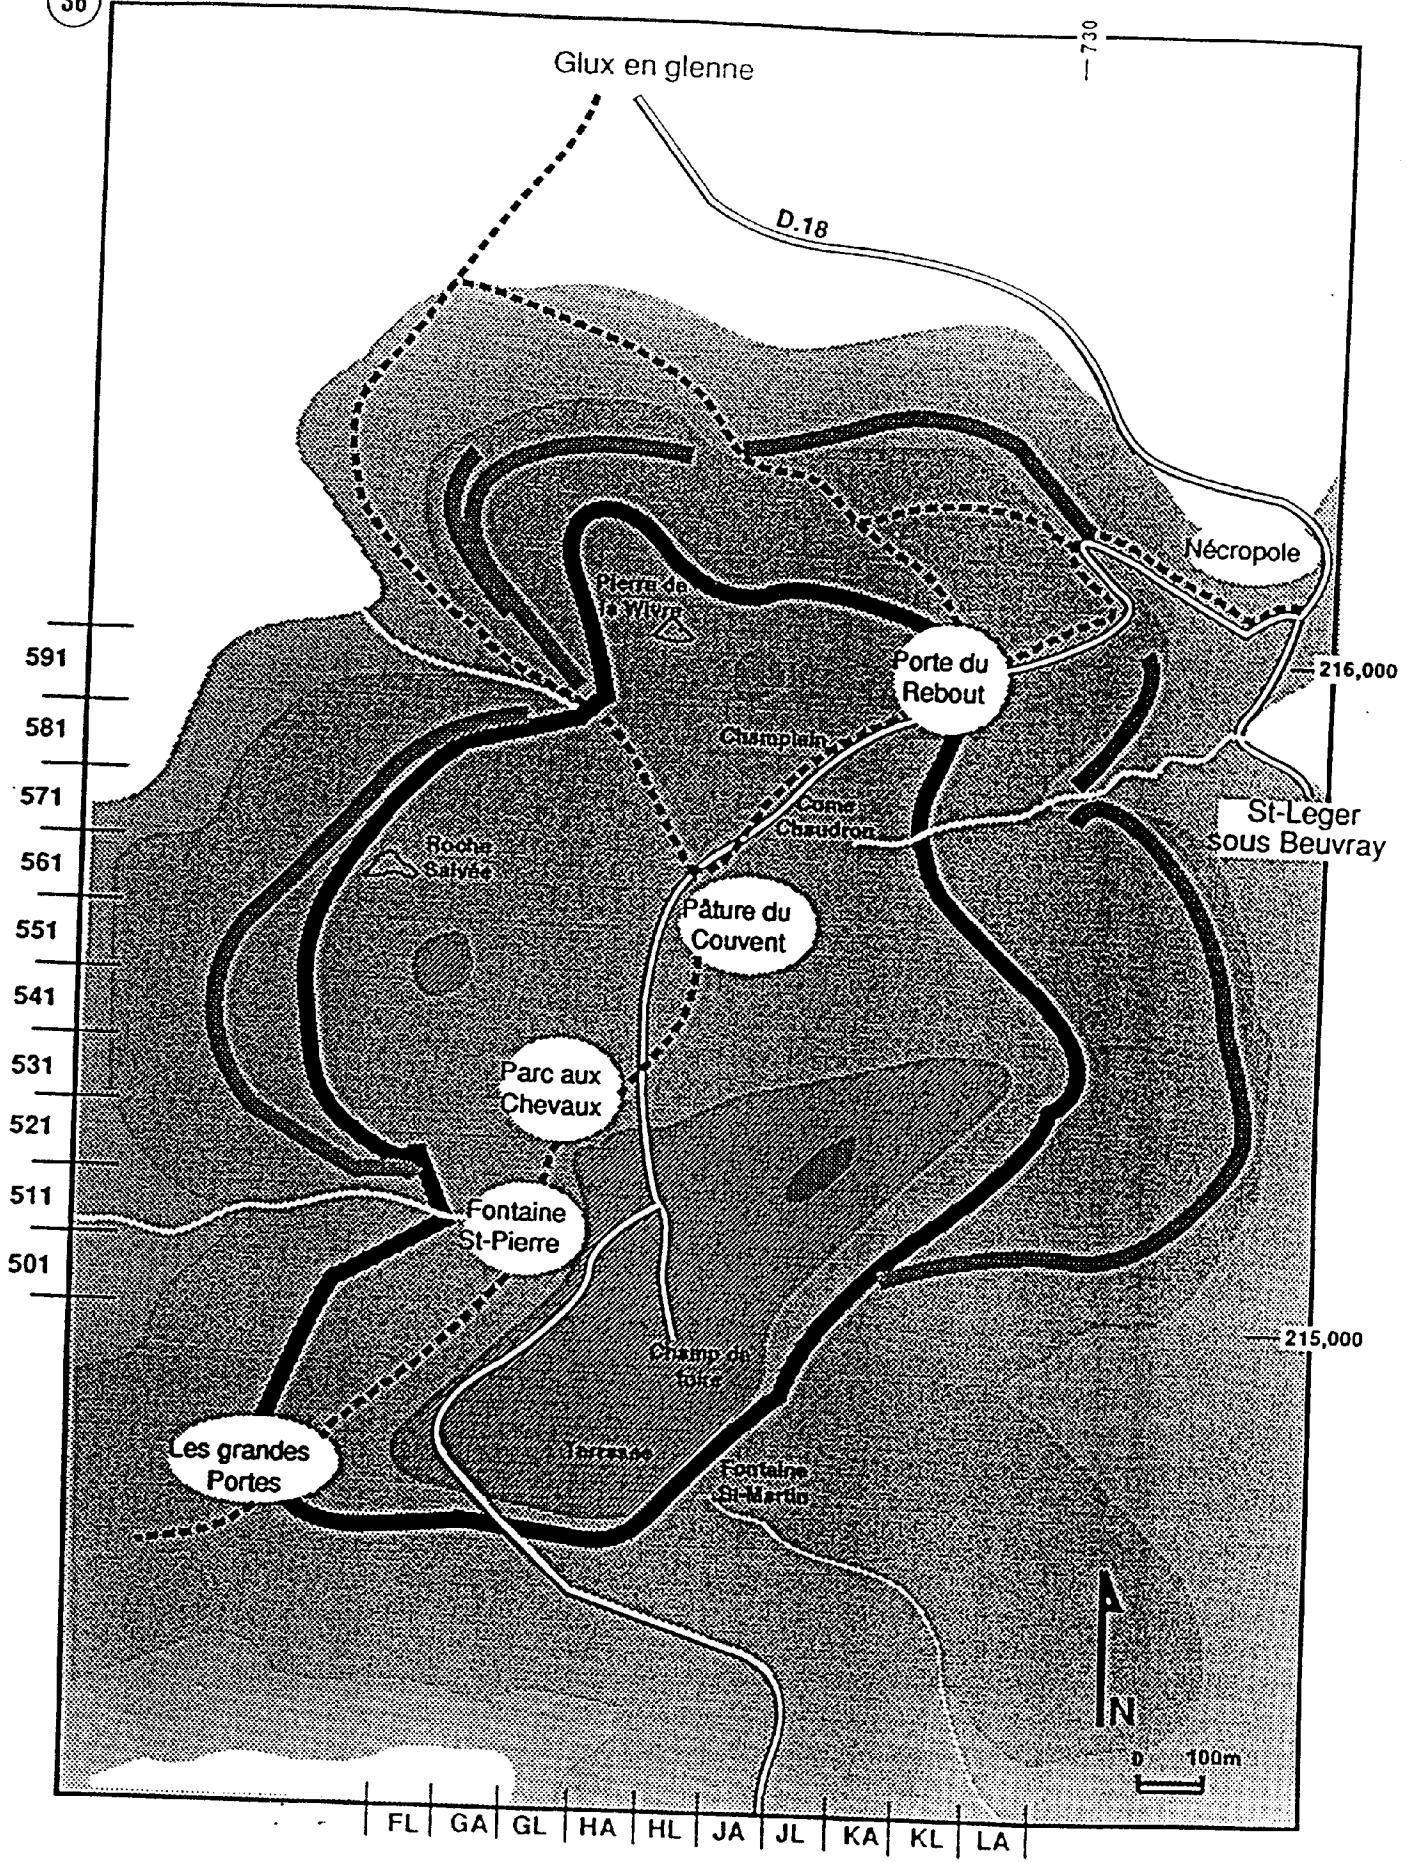 36
730
Glux en glenne
D.18
Nécropole
Pierre de
la Wivre
Porte du
Rebout
591
216,000
581
Champlain
571
Come
Chaudron
St-Leger
sous Beuvray
561
Roche
Salvée
551
Pâture du
Couvent
541
531
Parc aux
Chevaux
521
511
Fontaine
St-Pierre
501
215,000
Champ de
foire
Les grandes
Portes
Terrasse
Fontaine
St-Martin
N
0 100m
FL GA GL HA HL JA JL KA KL LA